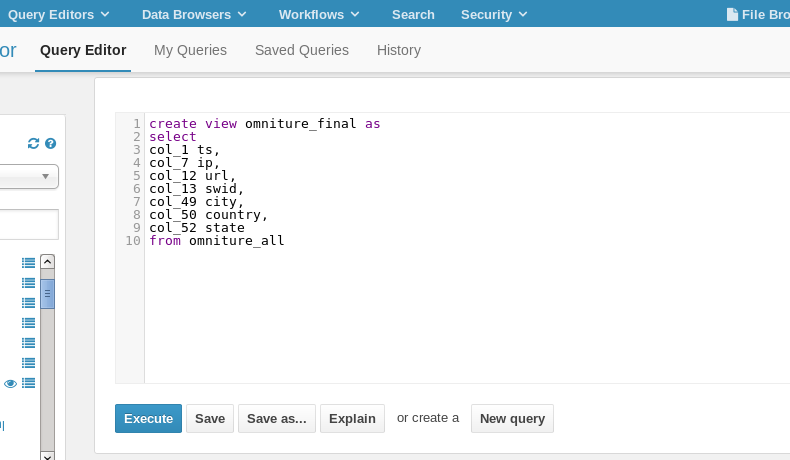 Query Editors Data Browsers Workflows Search Security File Bro
or Query Editor My Queries Saved Queries History
1 create view omniture_final as
2 select
3 col_1 ts,
4 col_7 ip,
5 col_12 url,
6 col_13 swid,
7 col_49 city,
8 col_50 country,
9 col_52 state
10 from omniture_all
Execute Save Save as... Explain or create a New query